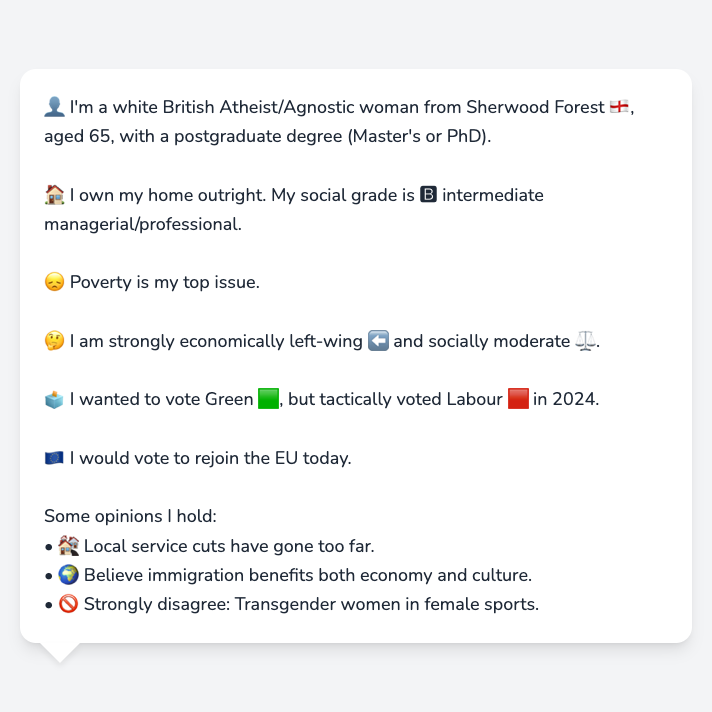 👤 I'm a white British Atheist/Agnostic woman from Sherwood Forest 🏴󠁧󠁢󠁥󠁮󠁧󠁿,
aged 65, with a postgraduate degree (Master's or PhD).
🏠 I own my home outright. My social grade is 🅱 intermediate
managerial/professional.
😞 Poverty is my top issue.
🤔 I am strongly economically left-wing ⬅️ and socially moderate ⚖️.
🗳️ I wanted to vote Green 🟩, but tactically voted Labour 🟥 in 2024.
🇪🇺 I would vote to rejoin the EU today.
Some opinions I hold:
• 🏚️ Local service cuts have gone too far.
• 🌍 Believe immigration benefits both economy and culture.
• 🚫 Strongly disagree: Transgender women in female sports.